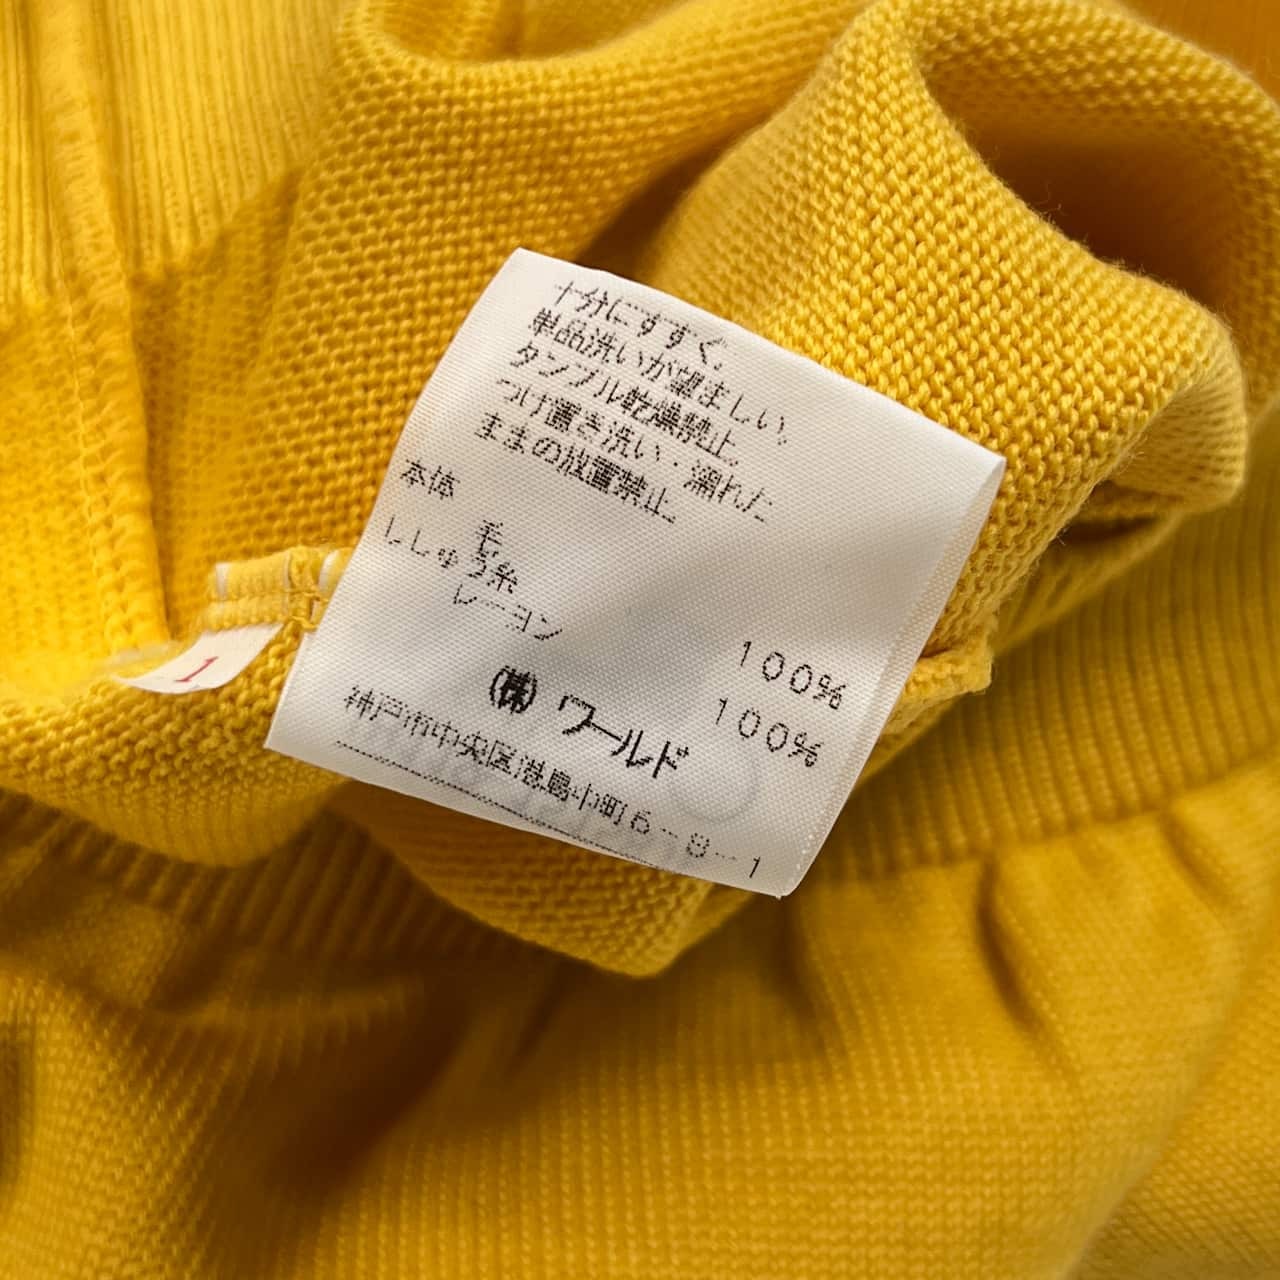 十分にすすぐ。
単品洗いが望ましい。
タンブル乾燥禁止。
つけ置き洗い・濡れた
ままの放置禁止。
本体
毛 100%
ししゅう糸
レーヨン 100%
(株) ワールド
神戸市中央区港島中町6-8-1
1